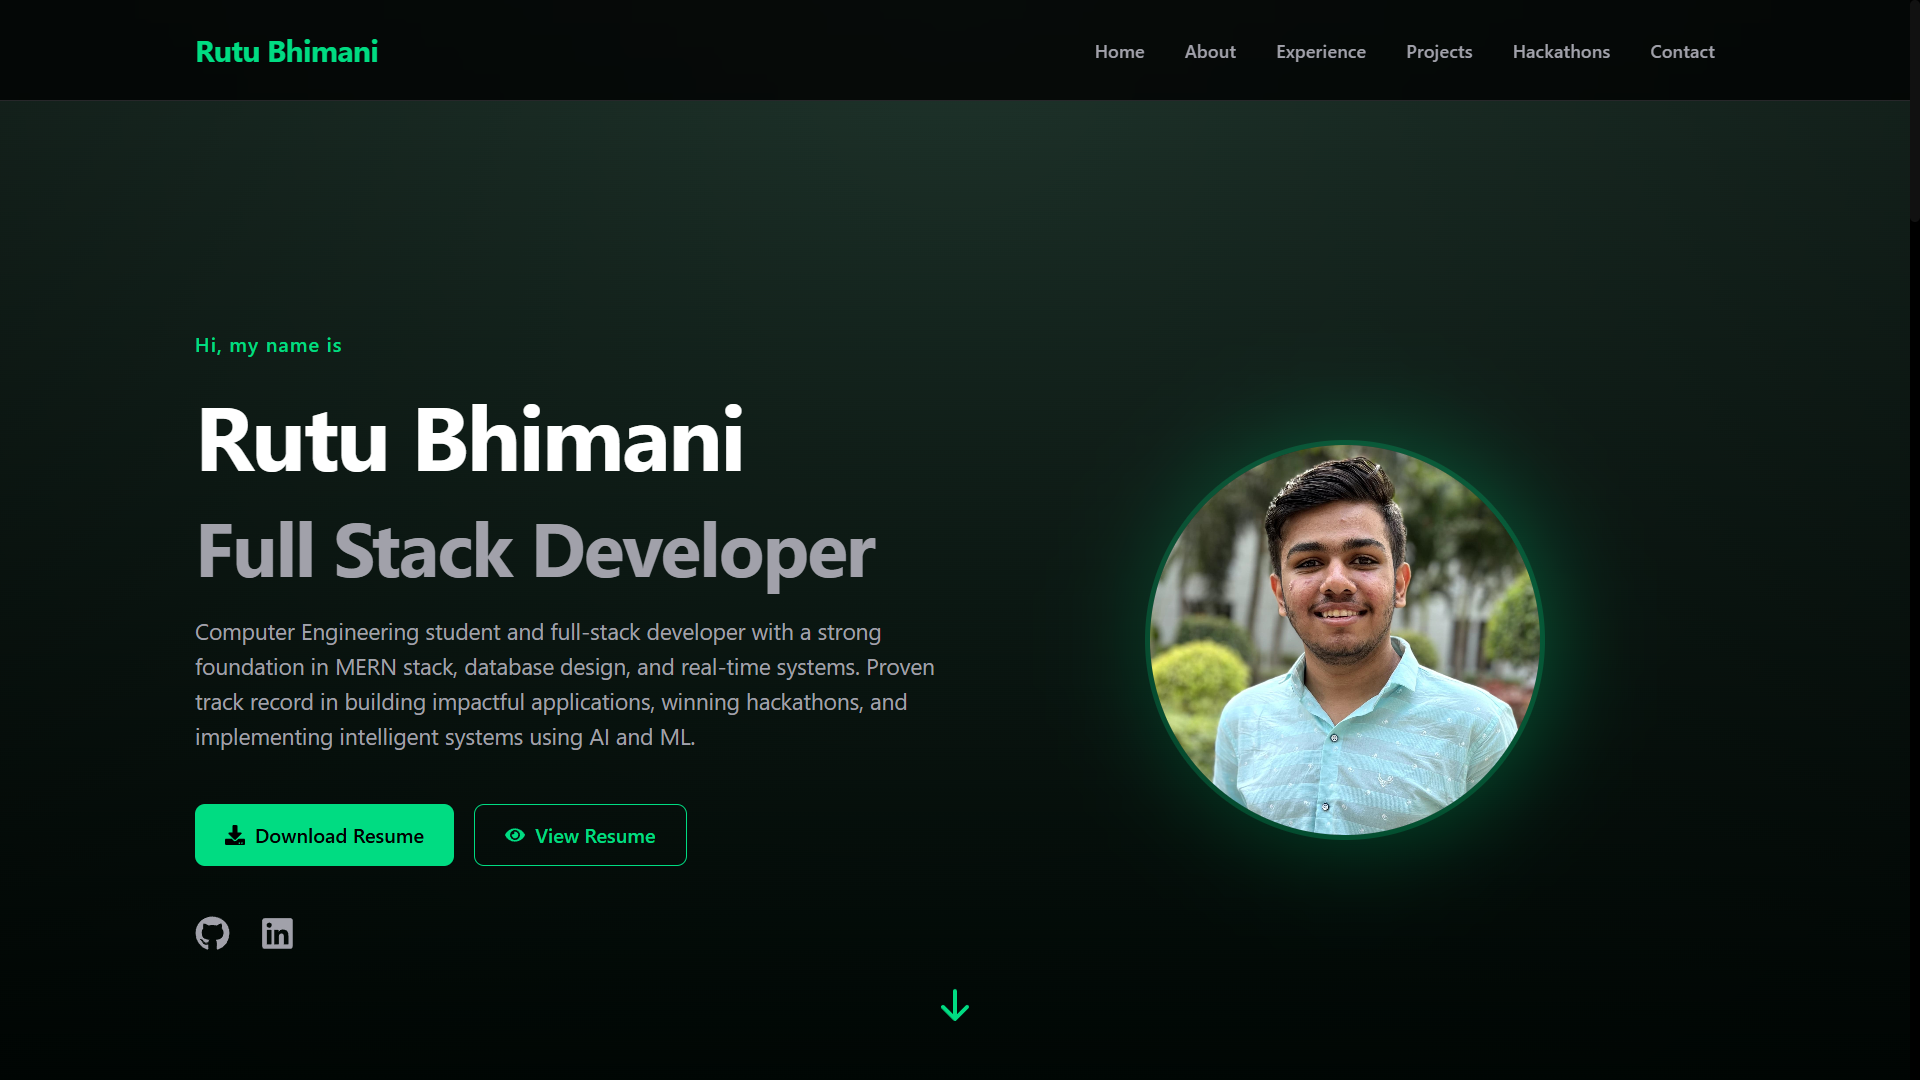 Rutu Bhimani
Home About Experience Projects Hackathons Contact
Hi, my name is
Rutu Bhimani
Full Stack Developer
Computer Engineering student and full-stack developer with a strong
foundation in MERN stack, database design, and real-time systems. Proven
track record in building impactful applications, winning hackathons, and
implementing intelligent systems using AI and ML.
Download Resume View Resume
in